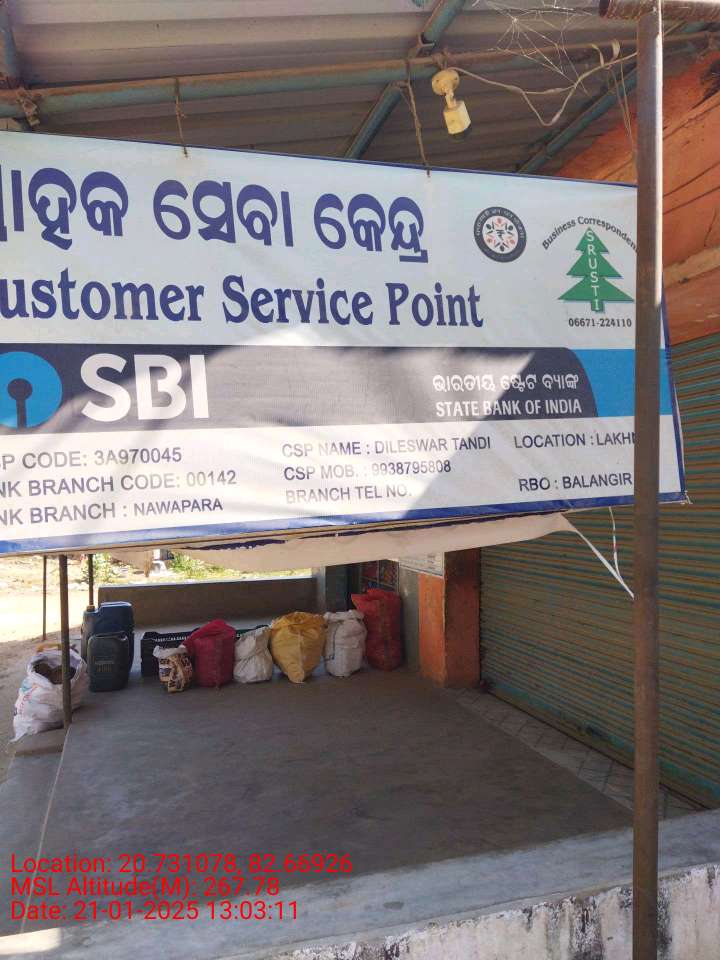 ଗ୍ରାହକ ସେବା କେନ୍ଦ୍ର
ustomer Service Point
Business Correspondent
SRUSTI
06671-224110
SBI
ଭାରତୀୟ ଷ୍ଟେଟ ବ୍ୟାଙ୍କ
STATE BANK OF INDIA
P CODE: 3A970045
NK BRANCH CODE: 00142
NK BRANCH : NAWAPARA
CSP NAME : DILESWAR TANDI
CSP MOB. : 9938795808
BRANCH TEL NO.
LOCATION : LAKHN
RBO : BALANGIR
Location: 20.731078, 82.66926
MSL Altitude(M): 267.78
Date: 21-01-2025 13:03:11